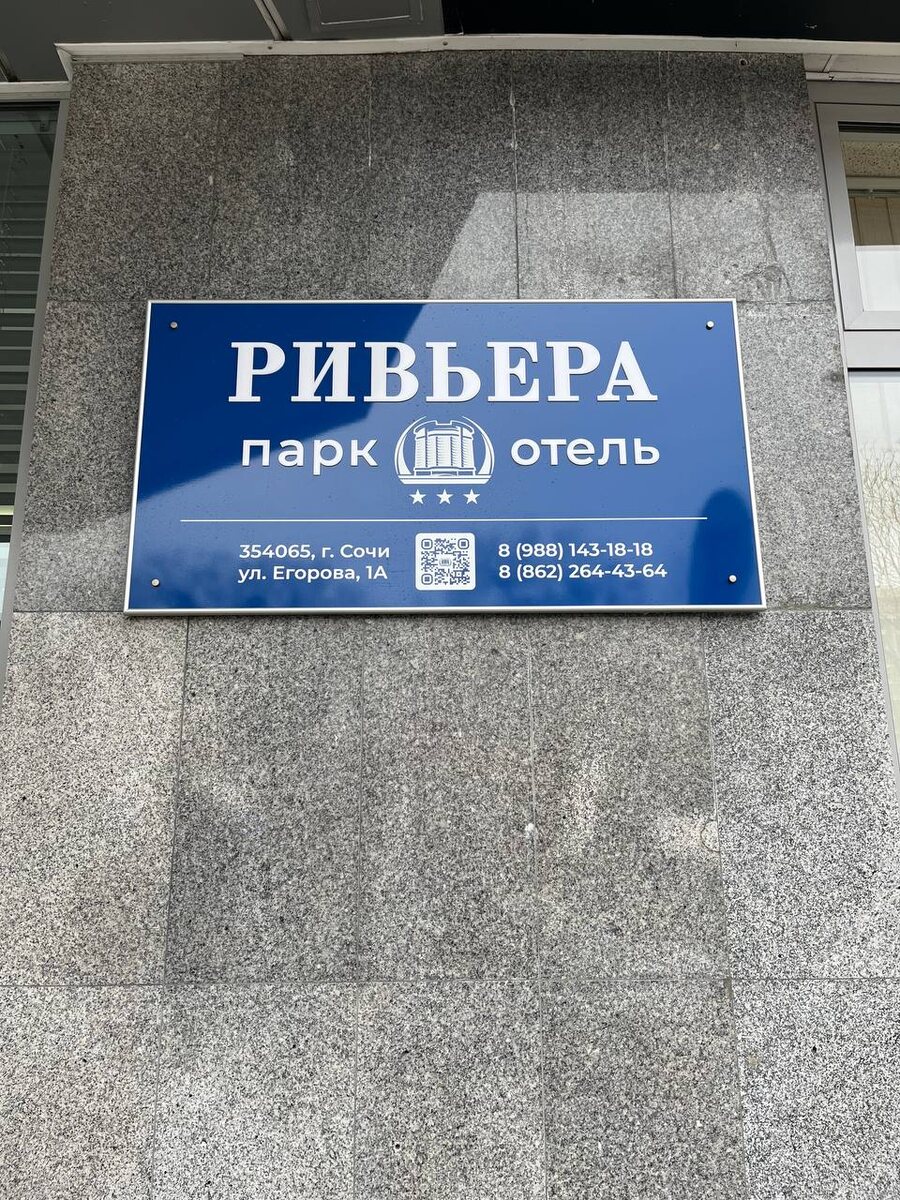 РИВЬЕРА
парк отель
354065, г. Сочи
ул. Егорова, 1А
8 (988) 143-18-18
8 (862) 264-43-64